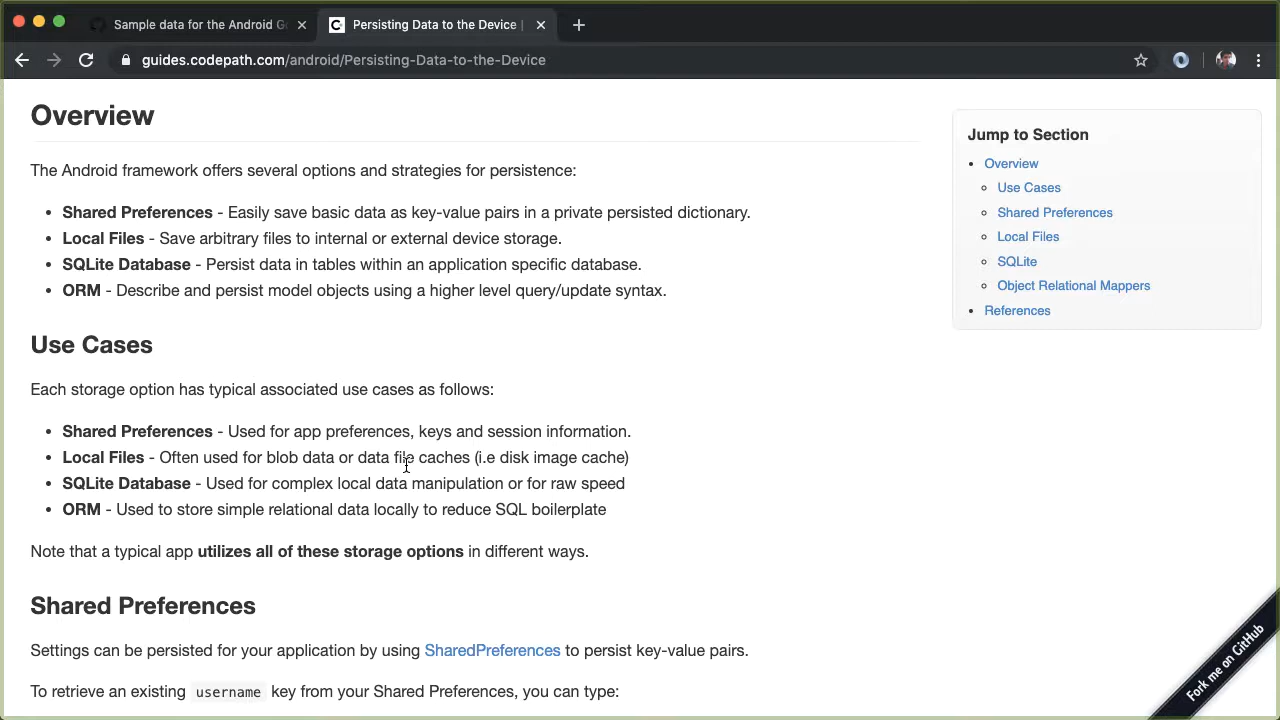 Sample data for the Android G
Persisting Data to the Device |
guides.codepath.com/android/Persisting-Data-to-the-Device
Overview
The Android framework offers several options and strategies for persistence:
• Shared Preferences - Easily save basic data as key-value pairs in a private persisted dictionary.
• Local Files - Save arbitrary files to internal or external device storage.
• SQLite Database - Persist data in tables within an application specific database.
• ORM - Describe and persist model objects using a higher level query/update syntax.
Use Cases
Each storage option has typical associated use cases as follows:
• Shared Preferences - Used for app preferences, keys and session information.
• Local Files - Often used for blob data or data file caches (i.e disk image cache)
• SQLite Database - Used for complex local data manipulation or for raw speed
• ORM - Used to store simple relational data locally to reduce SQL boilerplate
Note that a typical app utilizes all of these storage options in different ways.
Shared Preferences
Settings can be persisted for your application by using SharedPreferences to persist key-value pairs.
To retrieve an existing username key from your Shared Preferences, you can type:
Jump to Section
• Overview
◦ Use Cases
◦ Shared Preferences
◦ Local Files
◦ SQLite
◦ Object Relational Mappers
• References
Fork me on GitHub